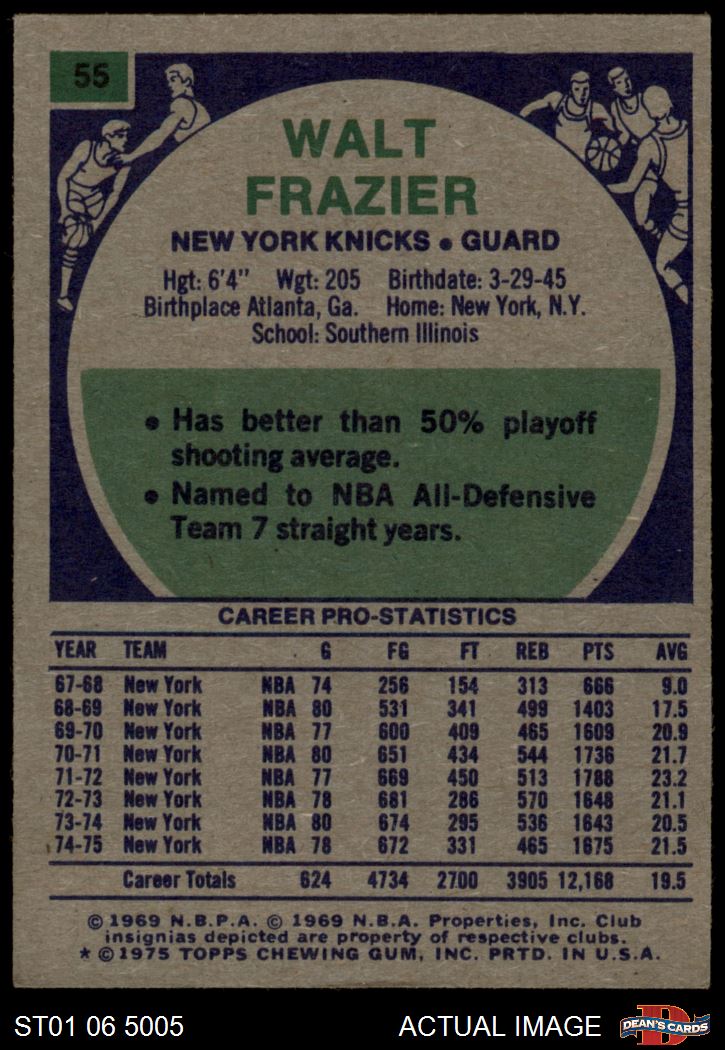 55
WALT
FRAZIER
NEW YORK KNICKS • GUARD
Hgt: 6'4" Wgt: 205 Birthdate: 3-29-45
Birthplace Atlanta, Ga. Home: New York, N.Y.
School: Southern Illinois
• Has better than 50% playoff
shooting average.
• Named to NBA All-Defensive
Team 7 straight years.
CAREER PRO-STATISTICS
YEAR TEAM G FG FT REB PTS AVG
67-68 New York NBA 74 256 154 313 666 9.0
68-69 New York NBA 80 531 341 499 1403 17.5
69-70 New York NBA 77 600 409 465 1609 20.9
70-71 New York NBA 80 651 434 544 1736 21.7
71-72 New York NBA 77 669 450 513 1788 23.2
72-73 New York NBA 78 681 286 570 1648 21.1
73-74 New York NBA 80 674 295 536 1643 20.5
74-75 New York NBA 78 672 331 465 1675 21.5
Career Totals 624 4734 2700 3905 12,168 19.5
© 1969 N.B.P.A. © 1969 N.B.A. Properties, Inc. Club
insignias depicted are property of respective clubs.
* © 1975 TOPPS CHEWING GUM, INC. PRTD. IN U.S.A.
ST01 06 5005 ACTUAL IMAGE D DEAN'S CARDS